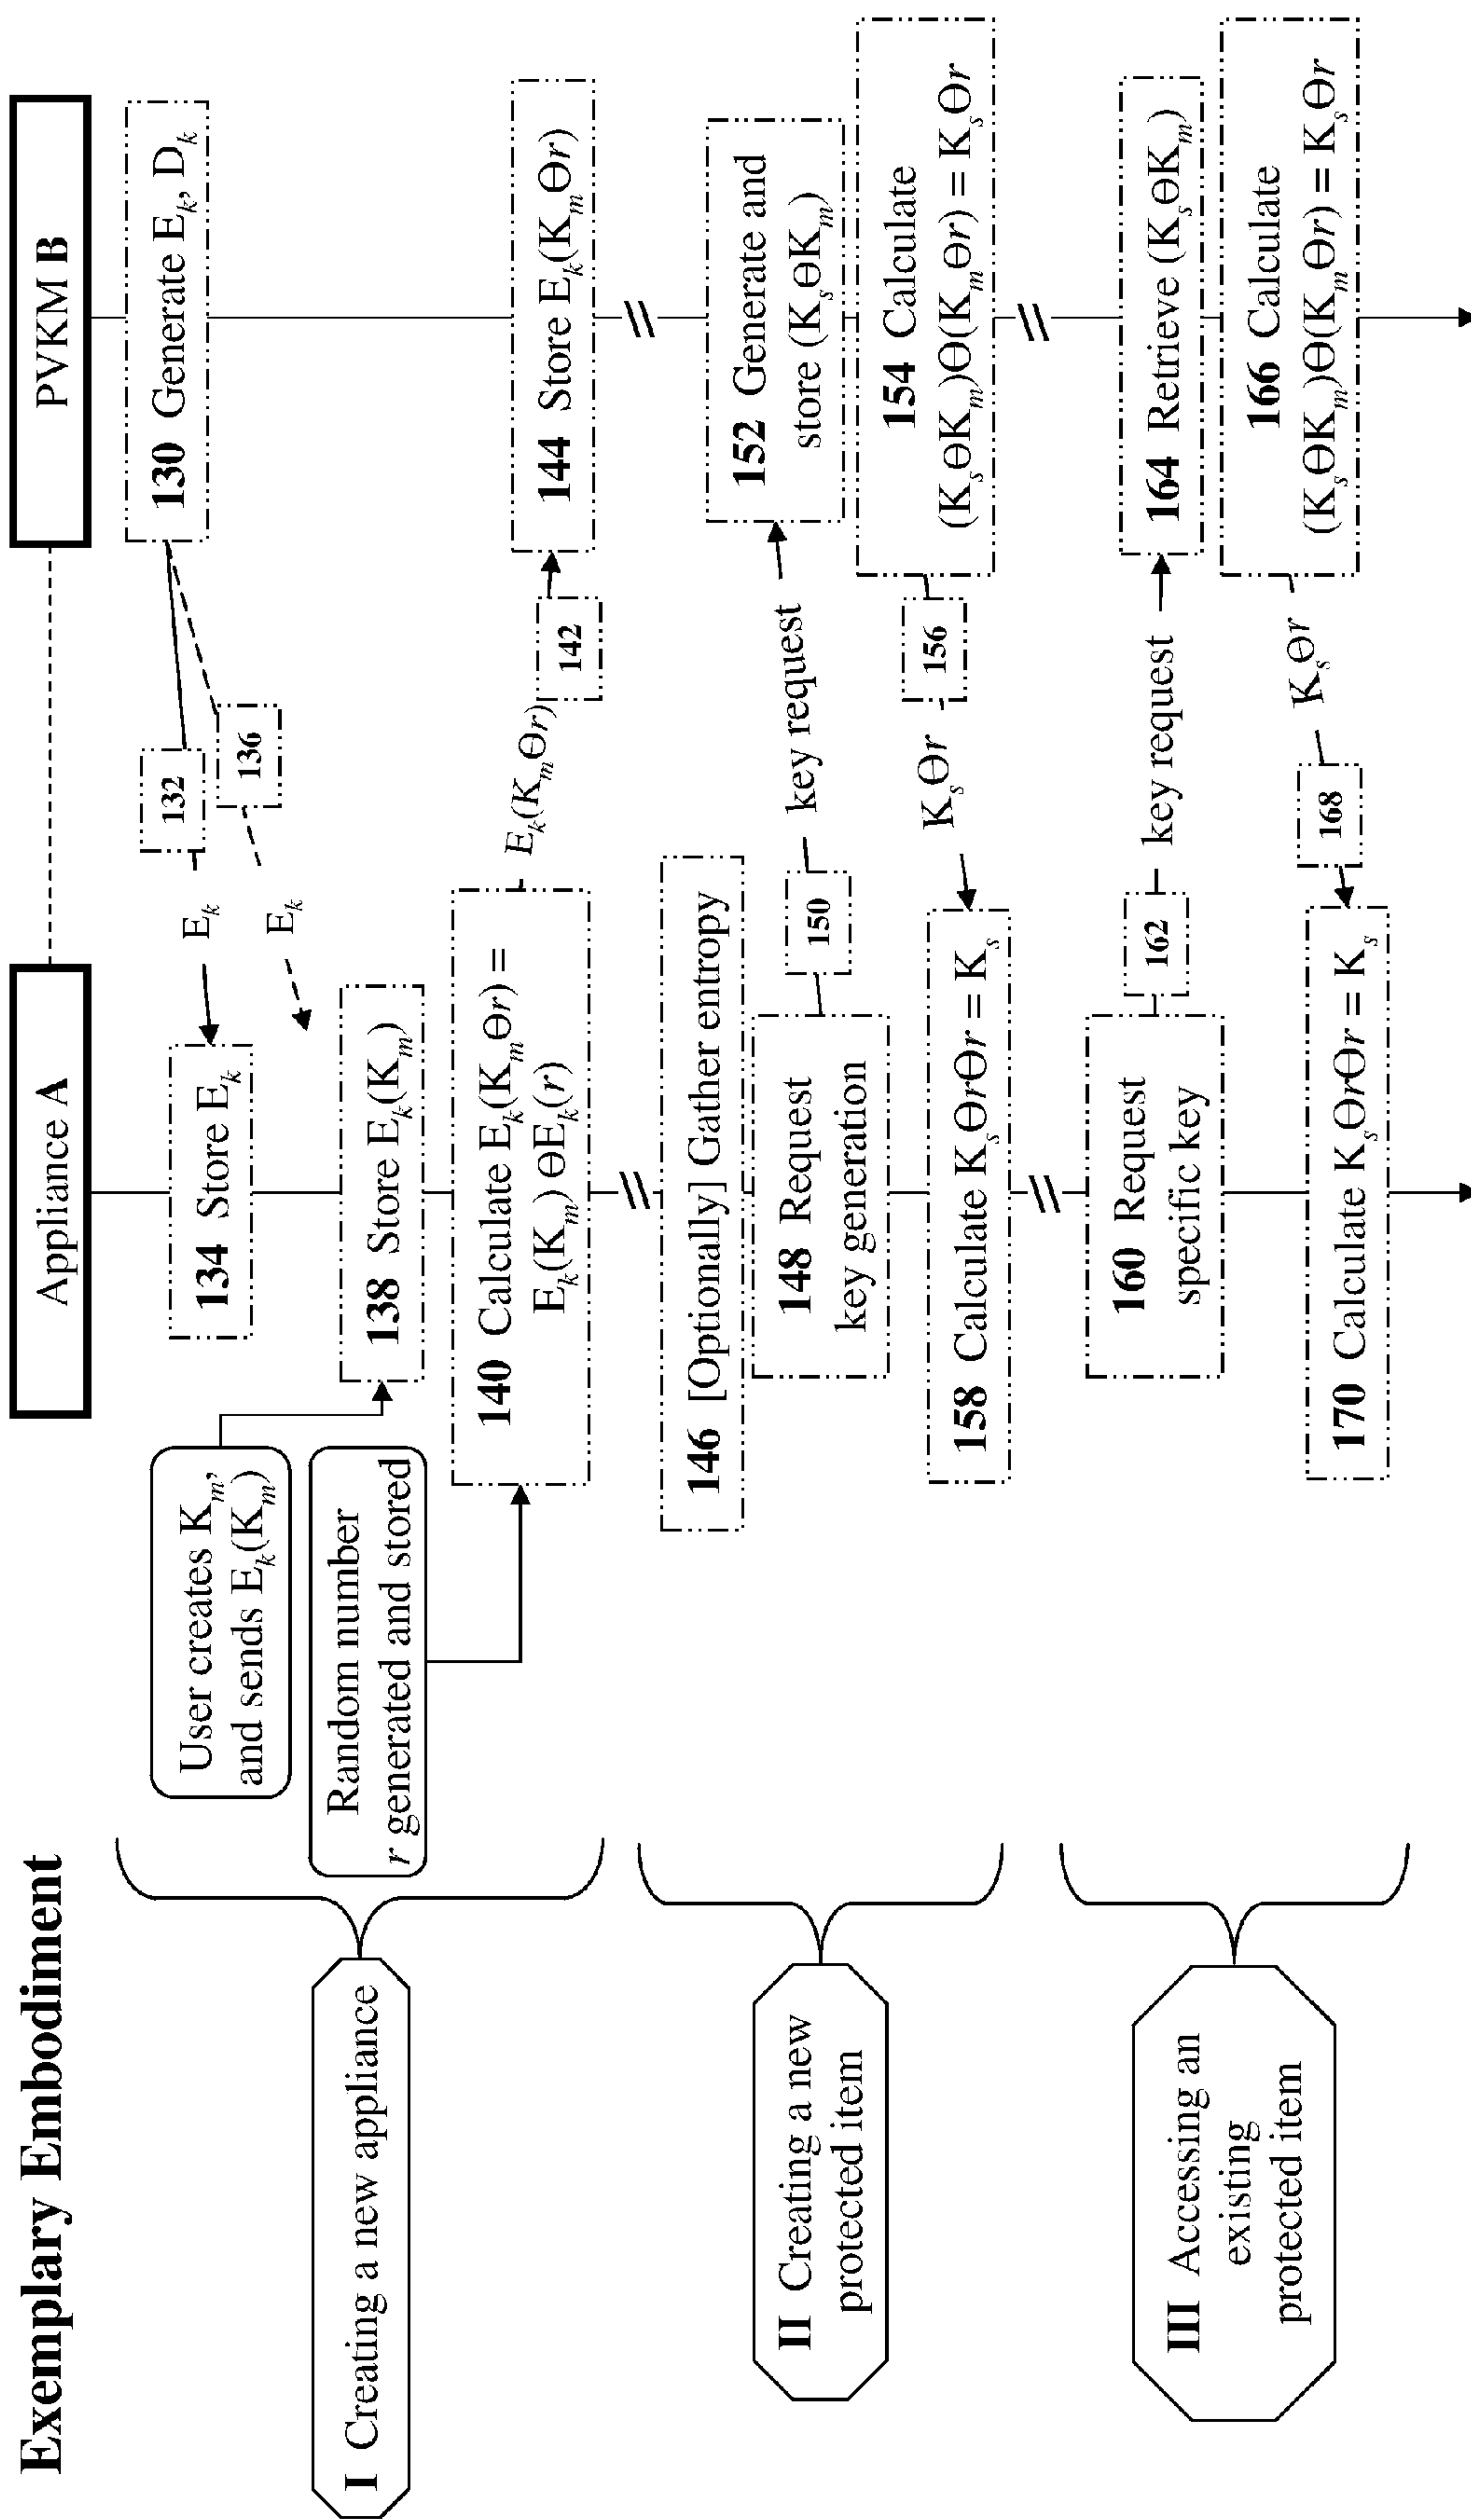 Exemplary Embodiment
Appliance A
PVKM B
I Creating a new appliance
User creates Kₘ,
and sends Eₖ(Kₘ)
Random number
r generated and stored
130 Generate Eₖ, Dₖ
132
Eₖ
134 Store Eₖ
136
Eₖ
138 Store Eₖ(Kₘ)
140 Calculate Eₖ(KₘΘr) =
Eₖ(Kₘ)ΘEₖ(r)
Eₖ(KₘΘr)
142
144 Store Eₖ(KₘΘr)
II Creating a new
protected item
146 [Optionally] Gather entropy
148 Request
key generation
150
key request
152 Generate and
store (KₛΘKₘ)
154 Calculate
(KₛΘKₘ)Θ(KₘΘr) = KₛΘr
156
KₛΘr
158 Calculate KₛΘrΘr = Kₛ
III Accessing an
existing
protected item
160 Request
specific key
162
key request
164 Retrieve (KₛΘKₘ)
166 Calculate
(KₛΘKₘ)Θ(KₘΘr) = KₛΘr
KₛΘr
168
170 Calculate KₛΘrΘr = Kₛ